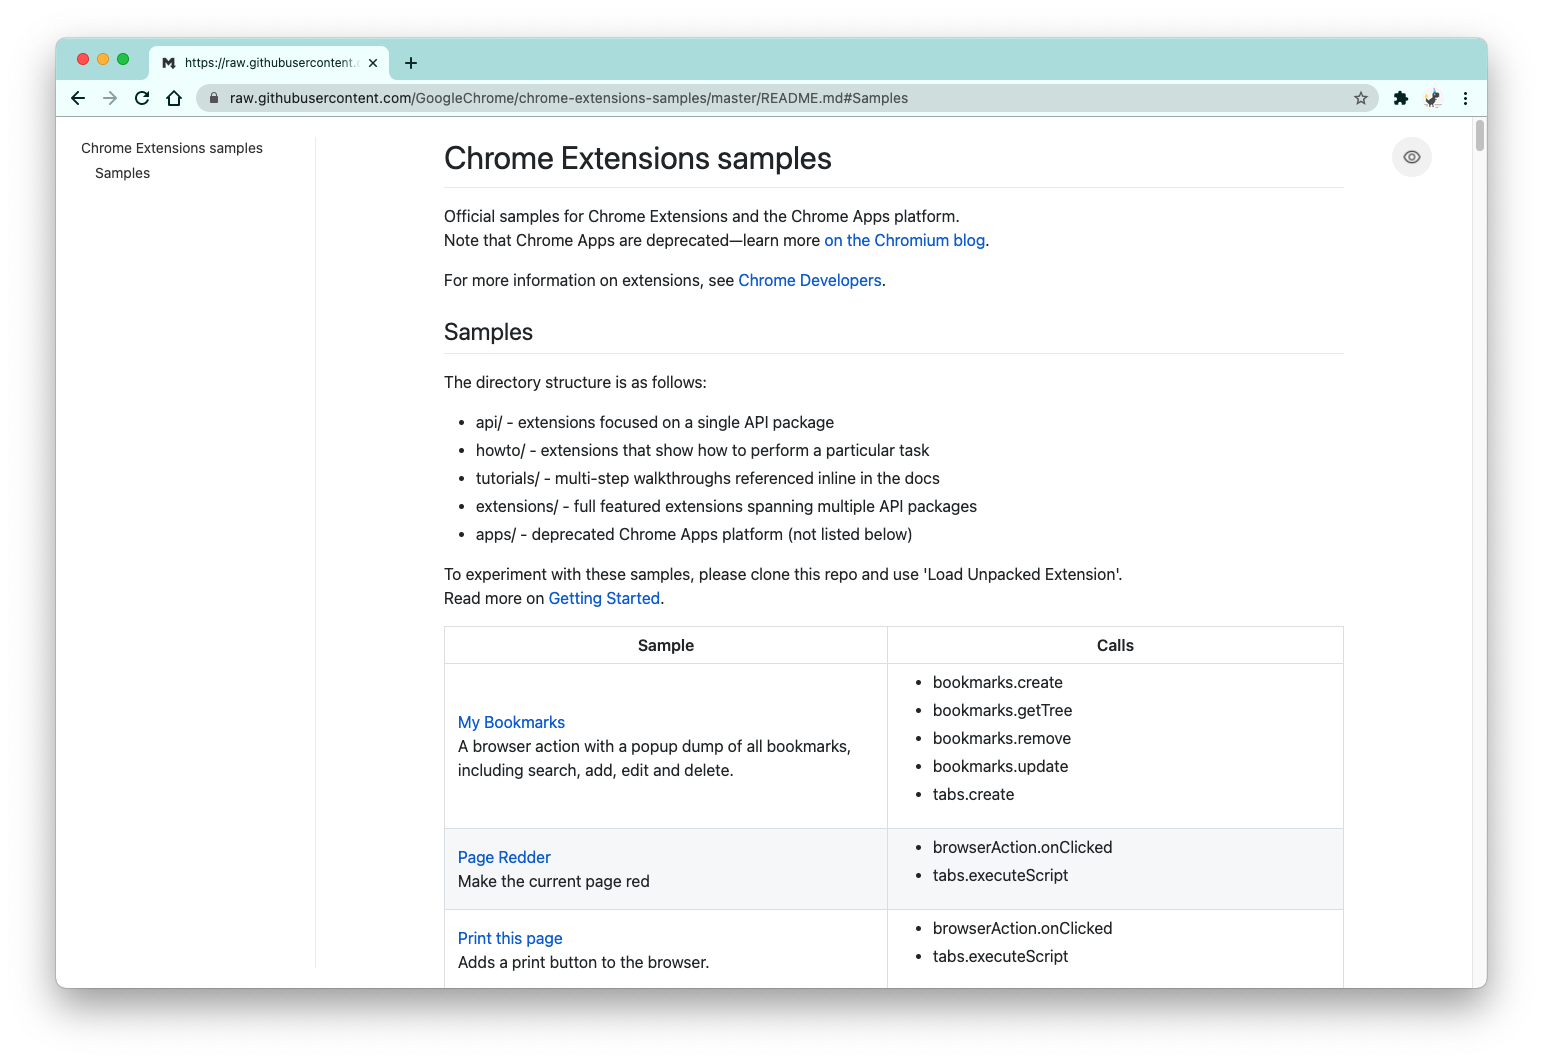 https://raw.githubusercontent.c
raw.githubusercontent.com/GoogleChrome/chrome-extensions-samples/master/README.md#Samples
Chrome Extensions samples
Samples
Chrome Extensions samples
Official samples for Chrome Extensions and the Chrome Apps platform.
Note that Chrome Apps are deprecated—learn more on the Chromium blog.
For more information on extensions, see Chrome Developers.
Samples
The directory structure is as follows:
• api/ - extensions focused on a single API package
• howto/ - extensions that show how to perform a particular task
• tutorials/ - multi-step walkthroughs referenced inline in the docs
• extensions/ - full featured extensions spanning multiple API packages
• apps/ - deprecated Chrome Apps platform (not listed below)
To experiment with these samples, please clone this repo and use 'Load Unpacked Extension'.
Read more on Getting Started.
Sample
Calls
My Bookmarks
A browser action with a popup dump of all bookmarks,
including search, add, edit and delete.
• bookmarks.create
• bookmarks.getTree
• bookmarks.remove
• bookmarks.update
• tabs.create
Page Redder
Make the current page red
• browserAction.onClicked
• tabs.executeScript
Print this page
Adds a print button to the browser.
• browserAction.onClicked
• tabs.executeScript